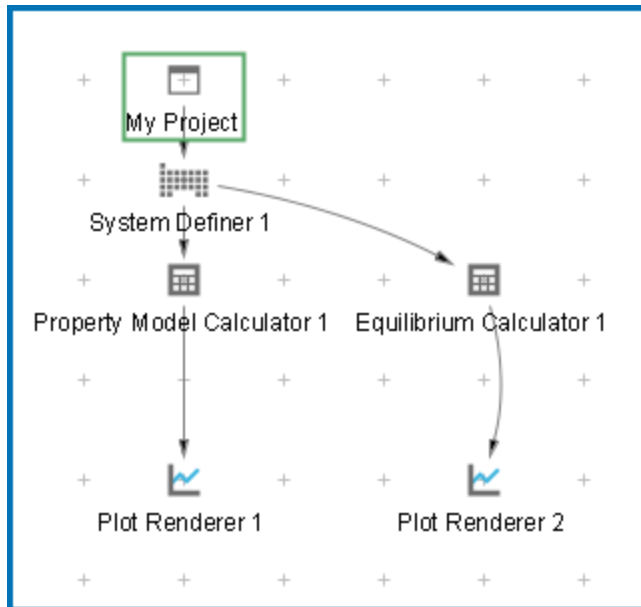 My Project
System Definer 1
Property Model Calculator 1
Equilibrium Calculator 1
Plot Renderer 1
Plot Renderer 2